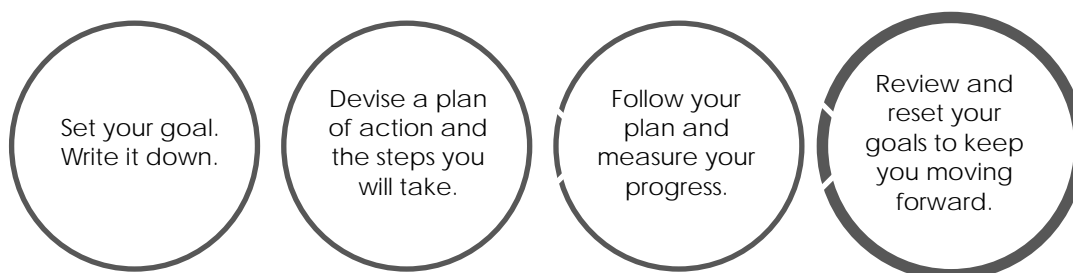 Set your goal.
Write it down.
Devise a plan
of action and
the steps you
will take.
Follow your
plan and
measure your
progress.
Review and
reset your
goals to keep
you moving
forward.